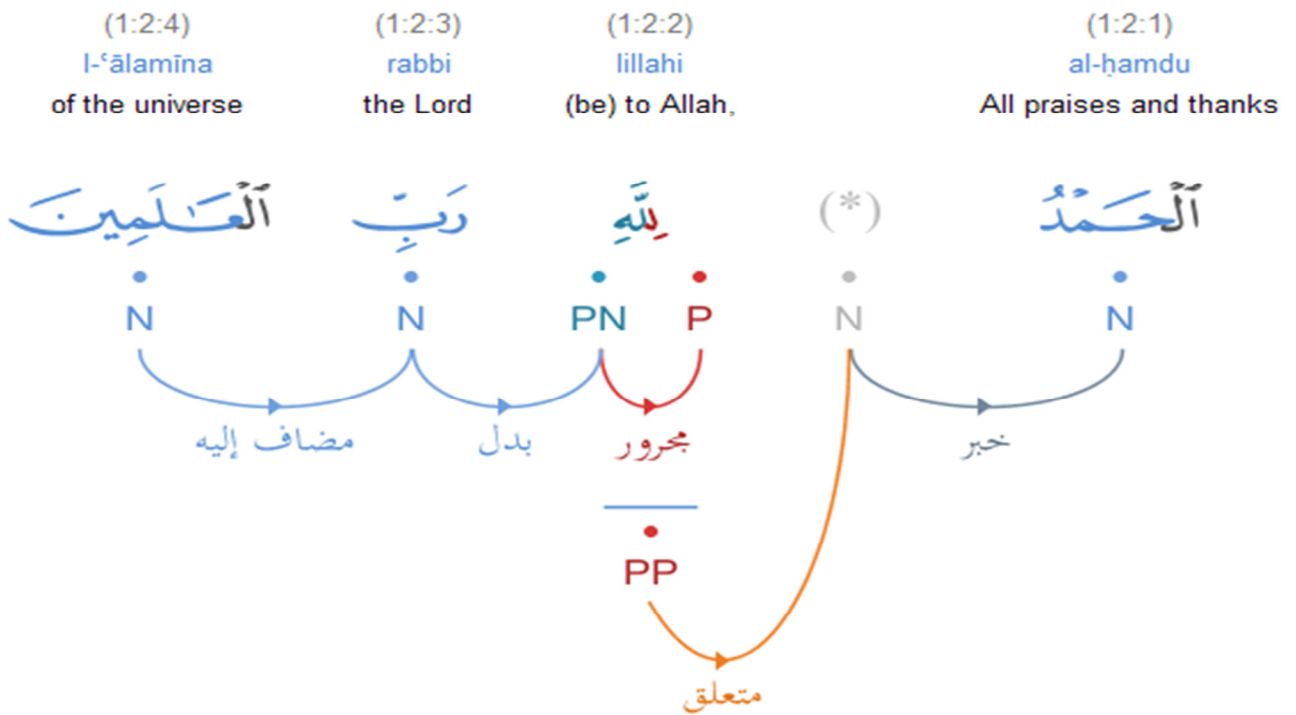 (1:2:4) (1:2:3) (1:2:2) (1:2:1)
l-ʿālamīna rabbi lillahi al-ḥamdu
of the universe the Lord (be) to Allah, All praises and thanks
ٱلْحَمْدُ (*) لِلَّهِ رَبِّ ٱلْعَـٰلَمِينَ
N N PN P N N
مضاف إليه بدل مجرور خبر
PP
متعلق